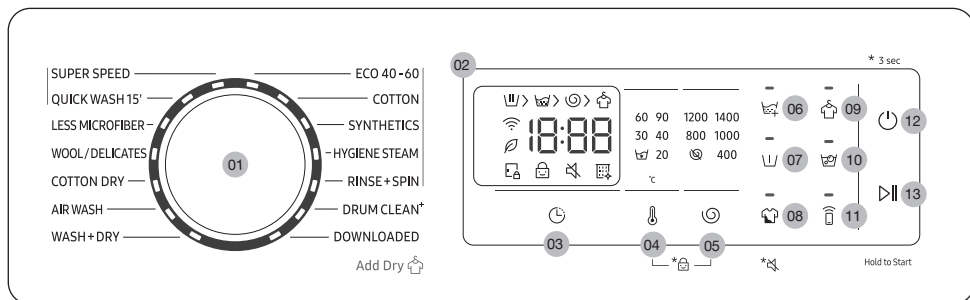 * 3 sec
SUPER SPEED
QUICK WASH 15'
LESS MICROFIBER
WOOL/DELICATES
COTTON DRY
AIR WASH
WASH+DRY
01
ECO 40-60
COTTON
SYNTHETICS
HYGIENE STEAM
RINSE+SPIN
DRUM CLEAN+
DOWNLOADED
Add Dry
02
18:88
60 90
30 40
20
°C
1200 1400
800 1000
400
03
04
05
06
07
08
09
10
11
12
13
*
*
Hold to Start